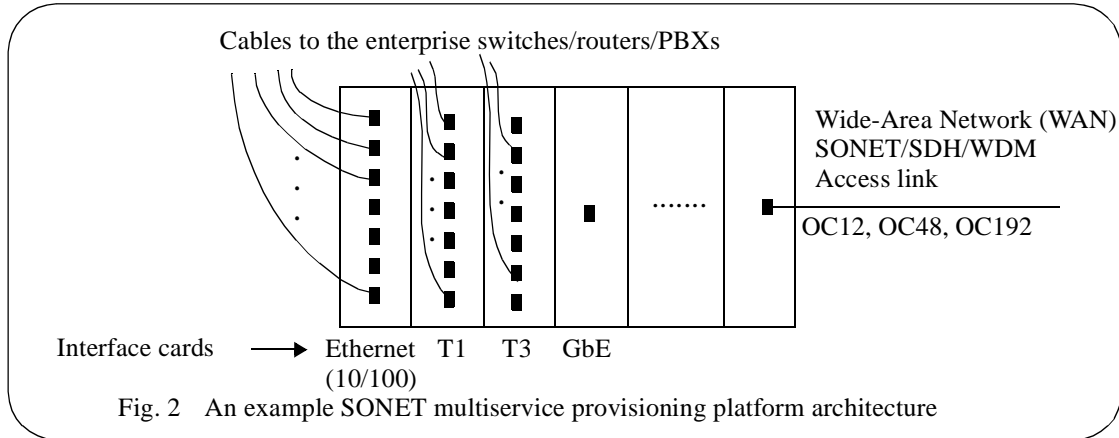 Cables to the enterprise switches/routers/PBXs
Wide-Area Network (WAN)
SONET/SDH/WDM
Access link
.......
OC12, OC48, OC192
Interface cards
Ethernet T1 T3 GbE
(10/100)
Fig. 2 An example SONET multiservice provisioning platform architecture